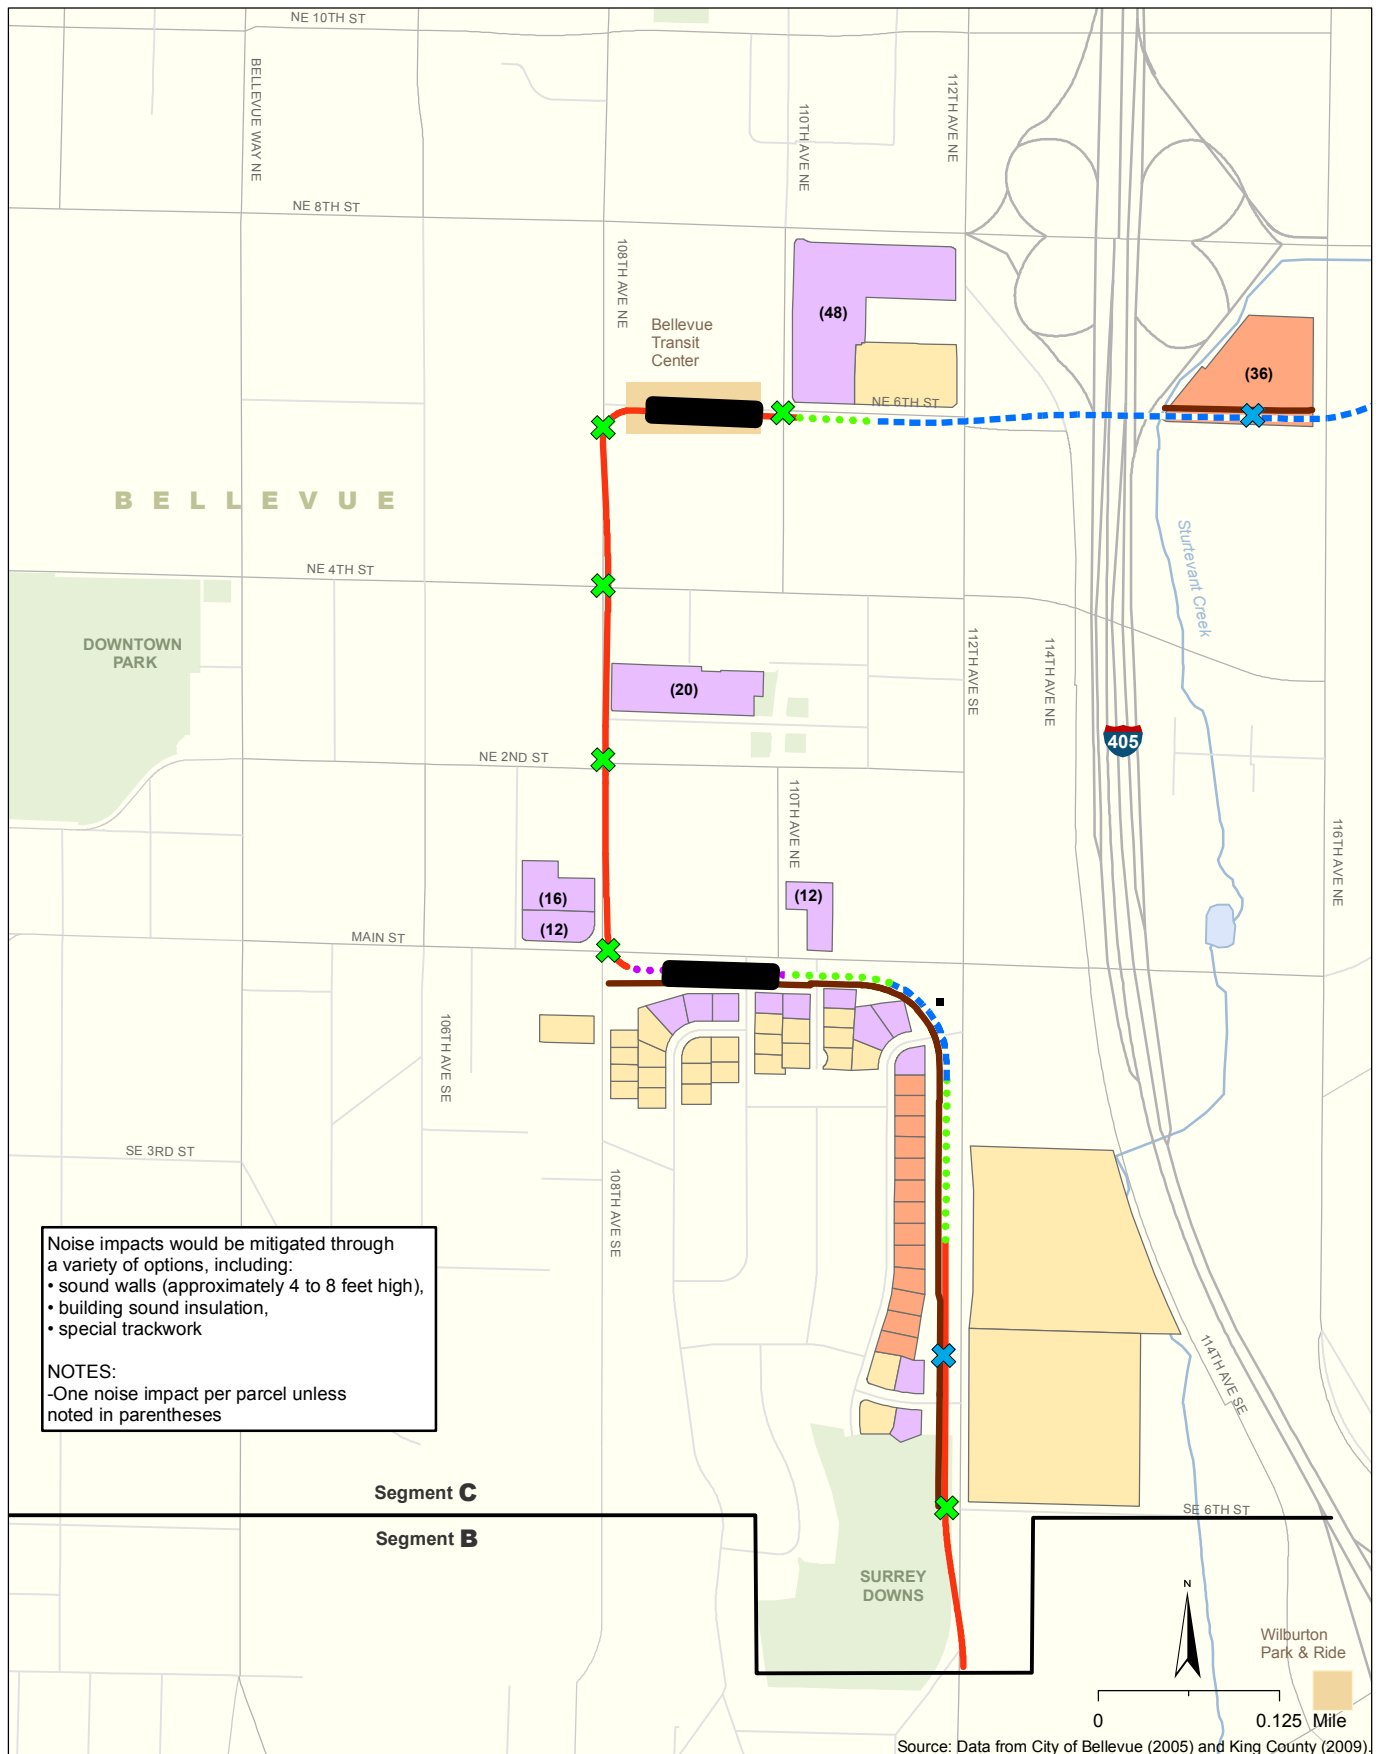 NE 10TH ST
BELLEVUE WAY NE
110TH AVE NE
112TH AVE NE
NE 8TH ST
108TH AVE NE
Bellevue
Transit
Center
(48)
(36)
NE 6TH ST
BELLEVUE
Sturtevant Creek
NE 4TH ST
DOWNTOWN
PARK
112TH AVE SE
114TH AVE NE
(20)
405
NE 2ND ST
110TH AVE NE
116TH AVE NE
(16)
(12)
(12)
MAIN ST
106TH AVE SE
SE 3RD ST
108TH AVE SE
Noise impacts would be mitigated through
a variety of options, including:
• sound walls (approximately 4 to 8 feet high),
• building sound insulation,
• special trackwork
NOTES:
-One noise impact per parcel unless
noted in parentheses
114TH AVE SE
Segment C
Segment B
SE 6TH ST
SURREY
DOWNS
N
Wilburton
Park & Ride
0 0.125 Mile
Source: Data from City of Bellevue (2005) and King County (2009).